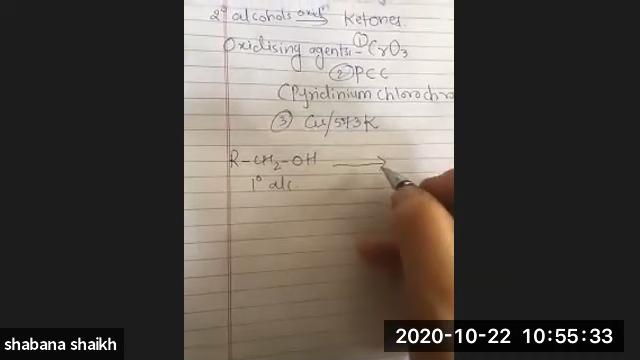 2° alcohols oxdn → Ketones
Oxidising agents:- ① CrO3
② PCC
(Pyridinium chlorochro
③ Cu/573K
R-CH2-OH →
1° alc.
shabana shaikh
2020-10-22 10:55:33